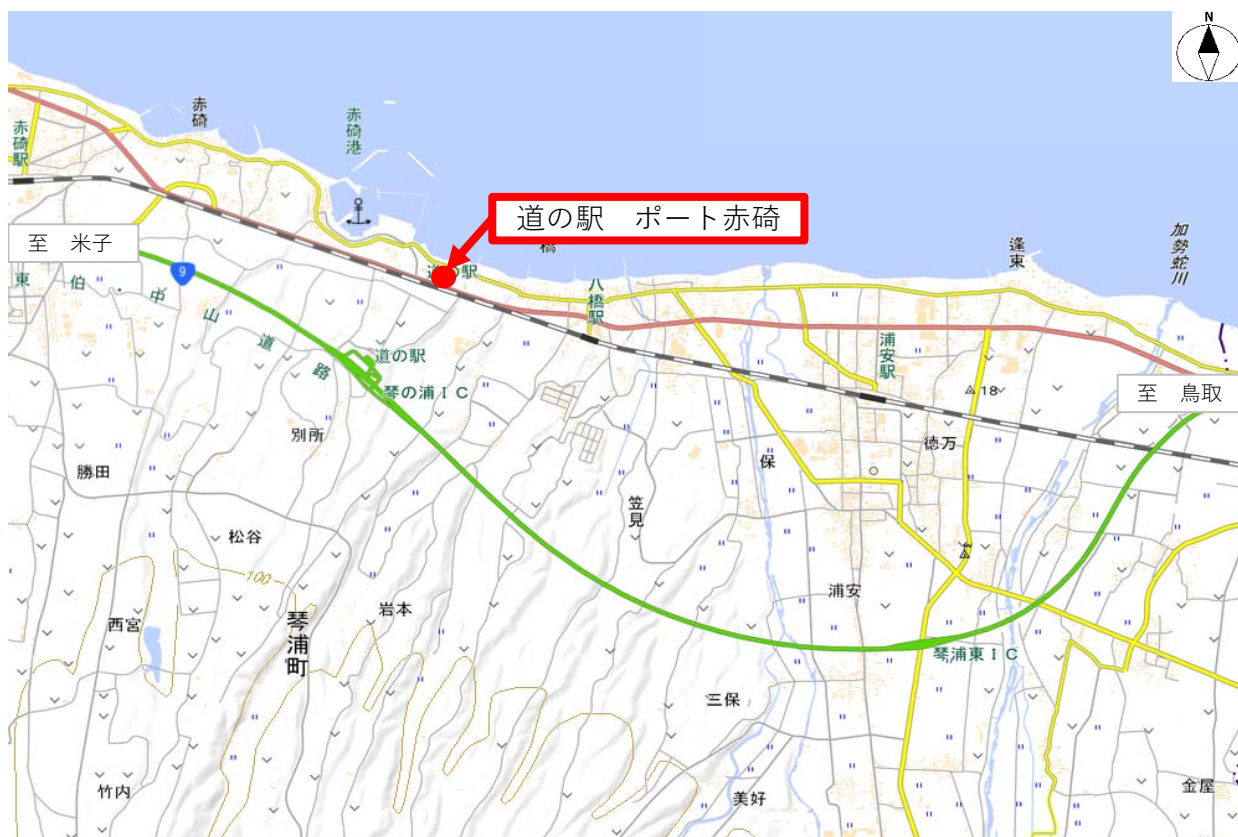 N
赤碕
赤碕港
赤碕駅
道の駅 ポート赤碕
橋
逢束
加勢蛇川
至 米子
9
道の駅
八橋駅
東伯・中山道路
浦安駅
道の駅
琴の浦IC
18
至 鳥取
別所
徳万
保
勝田
笠見
松谷
100
浦安
岩本
西宮
琴浦町
琴浦東IC
三保
竹内
美好
金屋